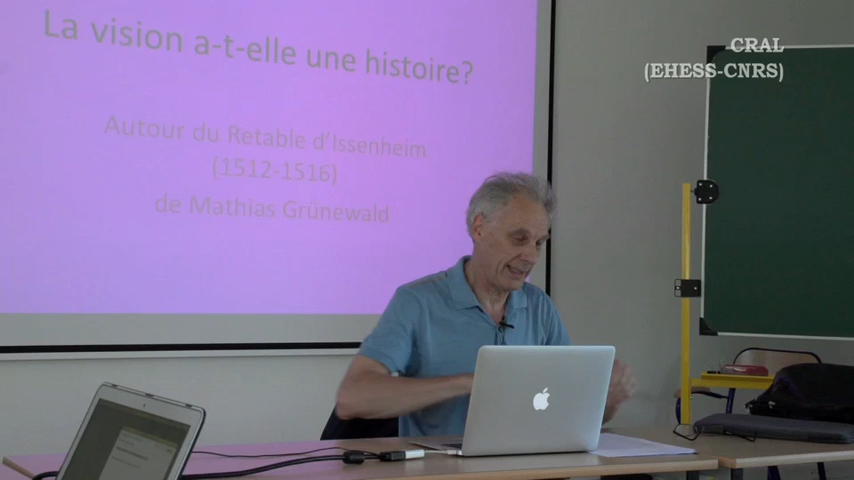 La vision a-t-elle une histoire?
Autour du Retable d'Issenheim
(1512-1516)
de Mathias Grünewald
CRAL
(EHESS-CNRS)